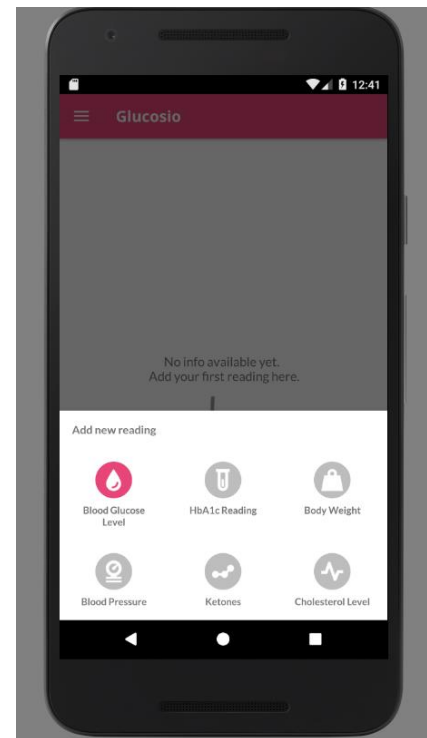 12:41
Glucosio
No info available yet.
Add your first reading here.
Add new reading
Blood Glucose
Level
HbA1c Reading
Body Weight
Blood Pressure
Ketones
Cholesterol Level